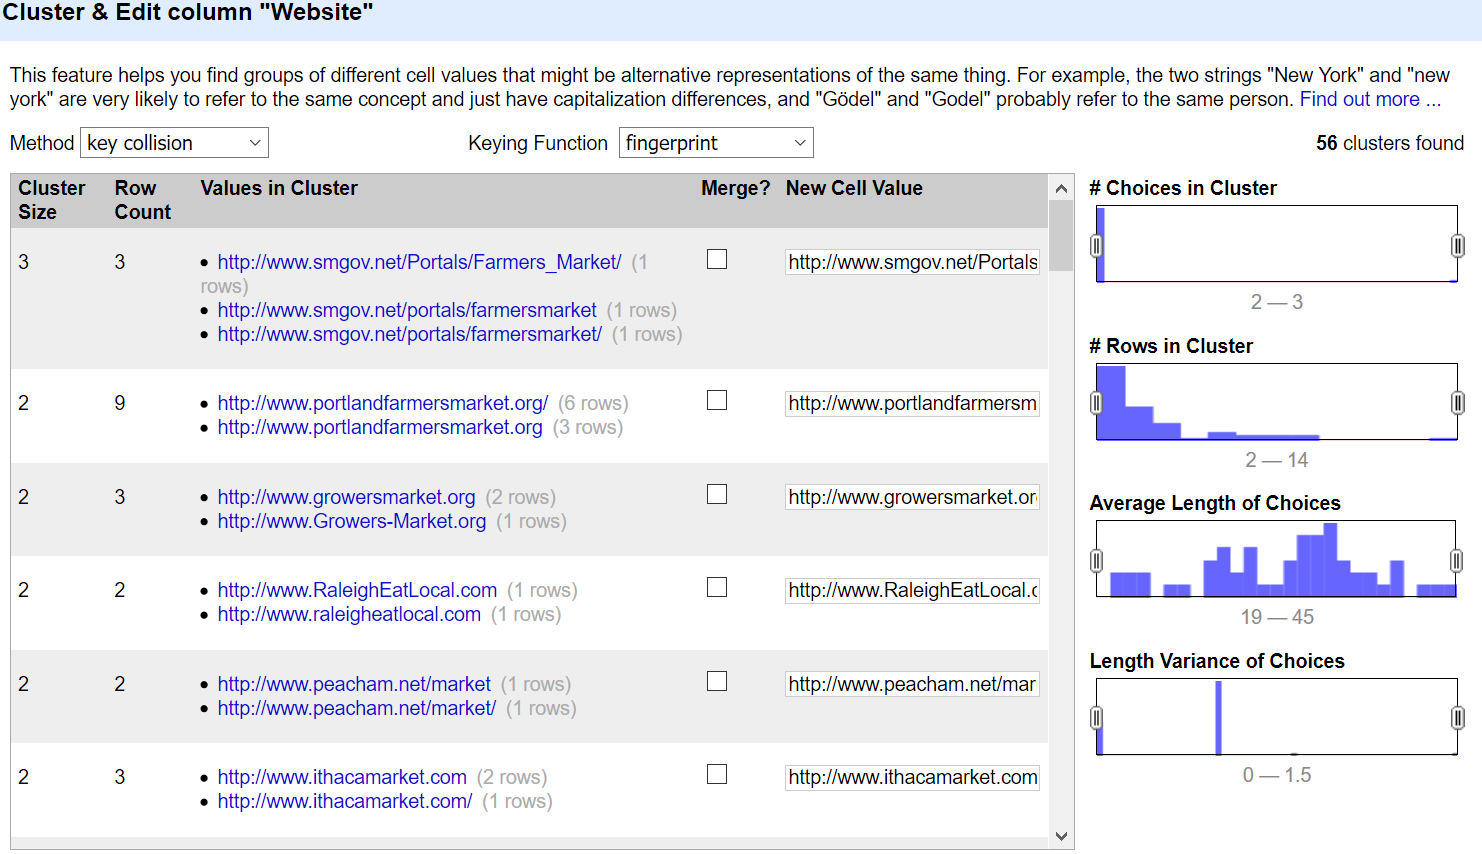 Cluster & Edit column "Website"
This feature helps you find groups of different cell values that might be alternative representations of the same thing. For example, the two strings "New York" and "new
york" are very likely to refer to the same concept and just have capitalization differences, and "Gödel" and "Godel" probably refer to the same person. Find out more ...
Method key collision Keying Function fingerprint 56 clusters found
Cluster Size Row Count Values in Cluster Merge? New Cell Value
3 3 • http://www.smgov.net/Portals/Farmers_Market/ (1 http://www.smgov.net/Portals
rows)
• http://www.smgov.net/portals/farmersmarket (1 rows)
• http://www.smgov.net/portals/farmersmarket/ (1 rows)
2 9 • http://www.portlandfarmersmarket.org/ (6 rows) http://www.portlandfarmersm
• http://www.portlandfarmersmarket.org (3 rows)
2 3 • http://www.growersmarket.org (2 rows) http://www.growersmarket.or
• http://www.Growers-Market.org (1 rows)
2 2 • http://www.RaleighEatLocal.com (1 rows) http://www.RaleighEatLocal.c
• http://www.raleigheatlocal.com (1 rows)
2 2 • http://www.peacham.net/market (1 rows) http://www.peacham.net/mar
• http://www.peacham.net/market/ (1 rows)
2 3 • http://www.ithacamarket.com (2 rows) http://www.ithacamarket.com
• http://www.ithacamarket.com/ (1 rows)
# Choices in Cluster
2 — 3
# Rows in Cluster
2 — 14
Average Length of Choices
19 — 45
Length Variance of Choices
0 — 1.5